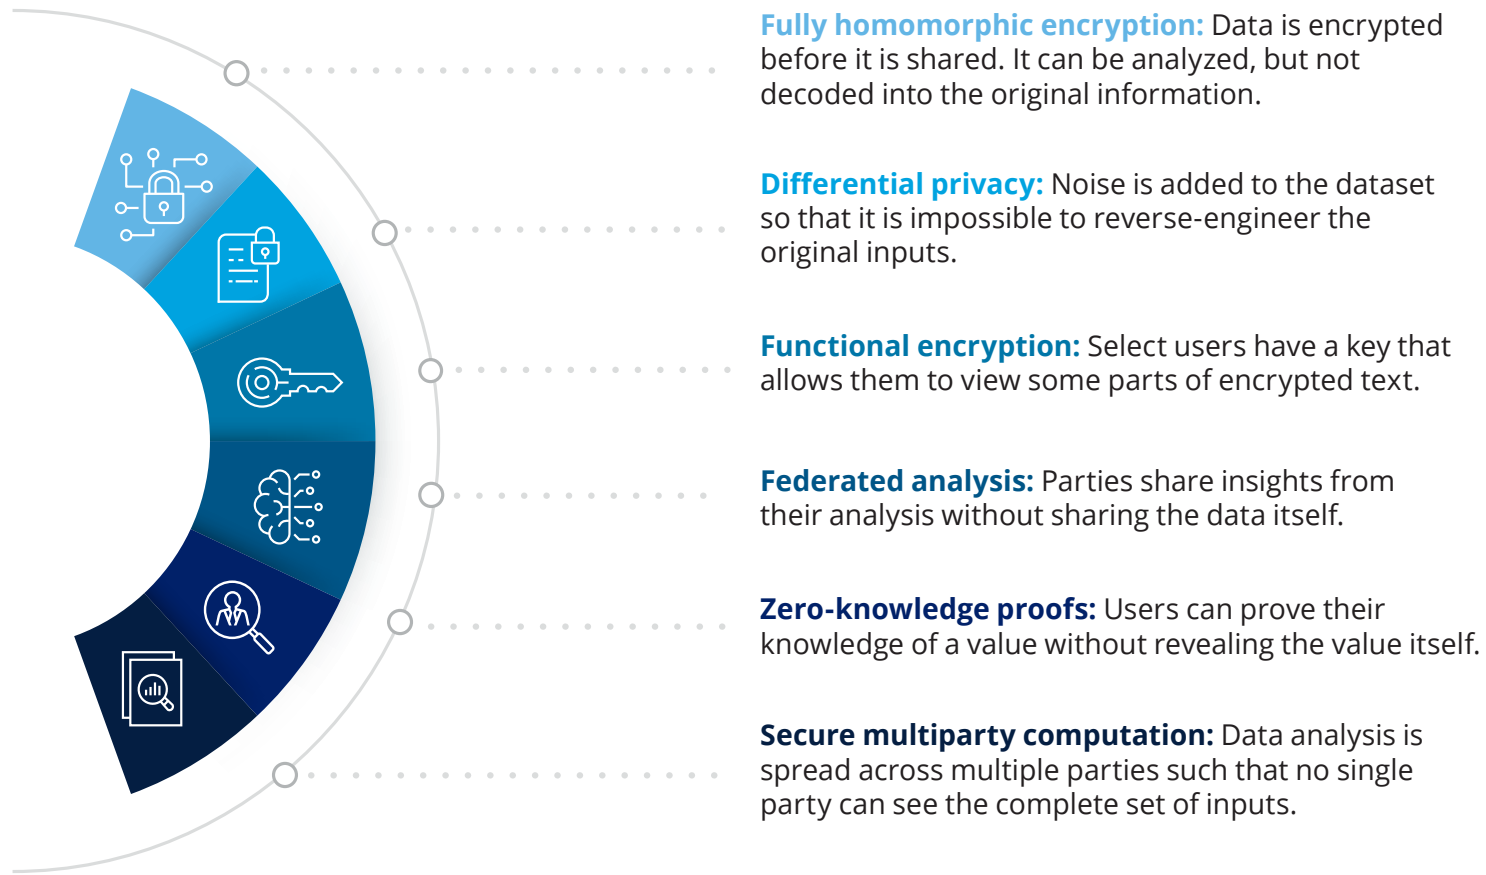 Fully homomorphic encryption: Data is encrypted
before it is shared. It can be analyzed, but not
decoded into the original information.
Differential privacy: Noise is added to the dataset
so that it is impossible to reverse-engineer the
original inputs.
Functional encryption: Select users have a key that
allows them to view some parts of encrypted text.
Federated analysis: Parties share insights from
their analysis without sharing the data itself.
Zero-knowledge proofs: Users can prove their
knowledge of a value without revealing the value itself.
Secure multiparty computation: Data analysis is
spread across multiple parties such that no single
party can see the complete set of inputs.